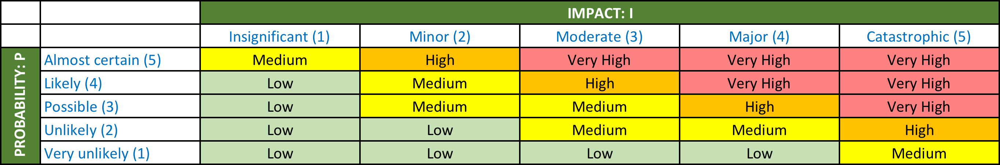 IMPACT: I
Insignificant (1) Minor (2) Moderate (3) Major (4) Catastrophic (5)
PROBABILITY: P
Almost certain (5) Medium High Very High Very High Very High
Likely (4) Low Medium High Very High Very High
Possible (3) Low Medium Medium High Very High
Unlikely (2) Low Low Medium Medium High
Very unlikely (1) Low Low Low Low Medium